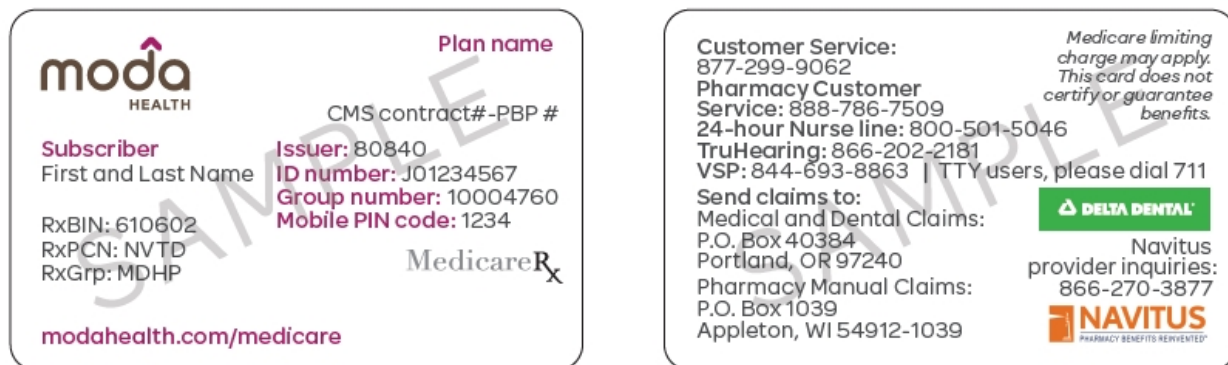 moda
HEALTH
Plan name
CMS contract#-PBP #
Subscriber
First and Last Name
Issuer: 80840
ID number: J01234567
Group number: 10004760
Mobile PIN code: 1234
RxBIN: 610602
RxPCN: NVTD
RxGrp: MDHP
MedicareRx
modahealth.com/medicare
SAMPLE
Customer Service:
877-299-9062
Pharmacy Customer
Service: 888-786-7509
24-hour Nurse line: 800-501-5046
TruHearing: 866-202-2181
VSP: 844-693-8863 | TTY users, please dial 711
Medicare limiting
charge may apply.
This card does not
certify or guarantee
benefits.
Send claims to:
Medical and Dental Claims:
P.O. Box 40384
Portland, OR 97240
Pharmacy Manual Claims:
P.O. Box 1039
Appleton, WI 54912-1039
DELTA DENTAL®
Navitus
provider inquiries:
866-270-3877
NAVITUS
PHARMACY BENEFITS REINVENTED®
SAMPLE